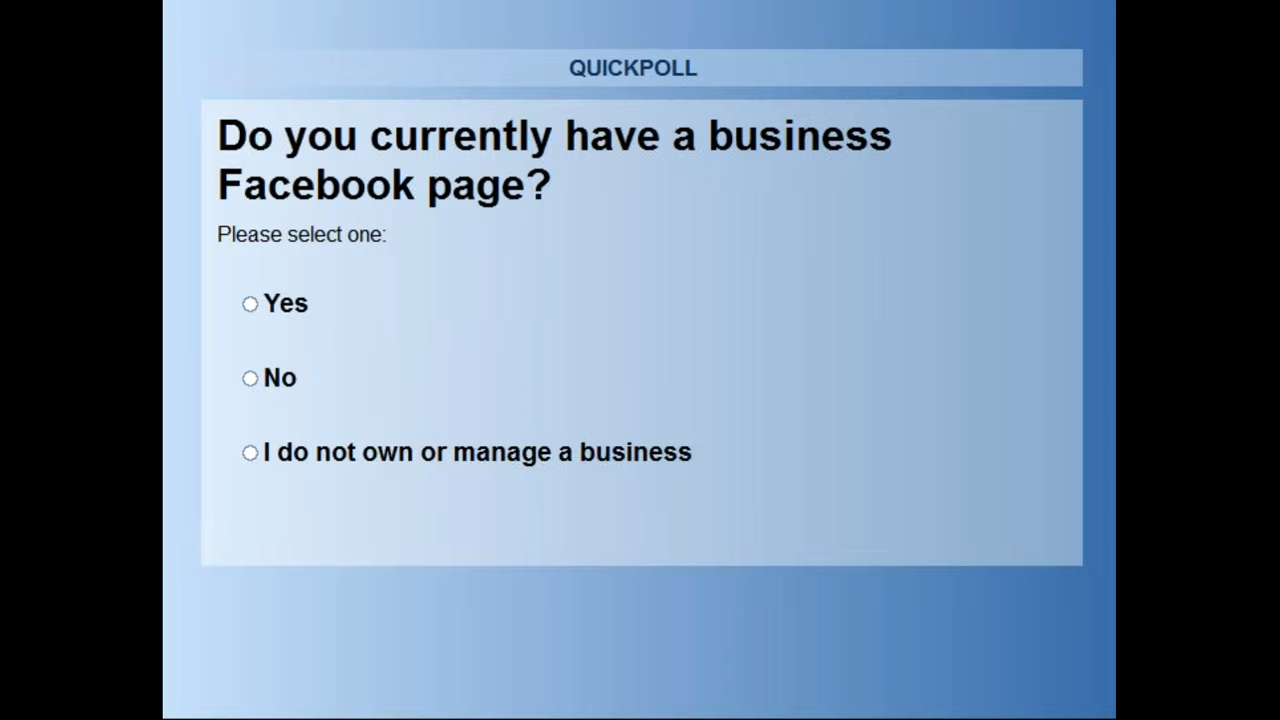 QUICKPOLL
Do you currently have a business
Facebook page?
Please select one:
Yes
No
I do not own or manage a business